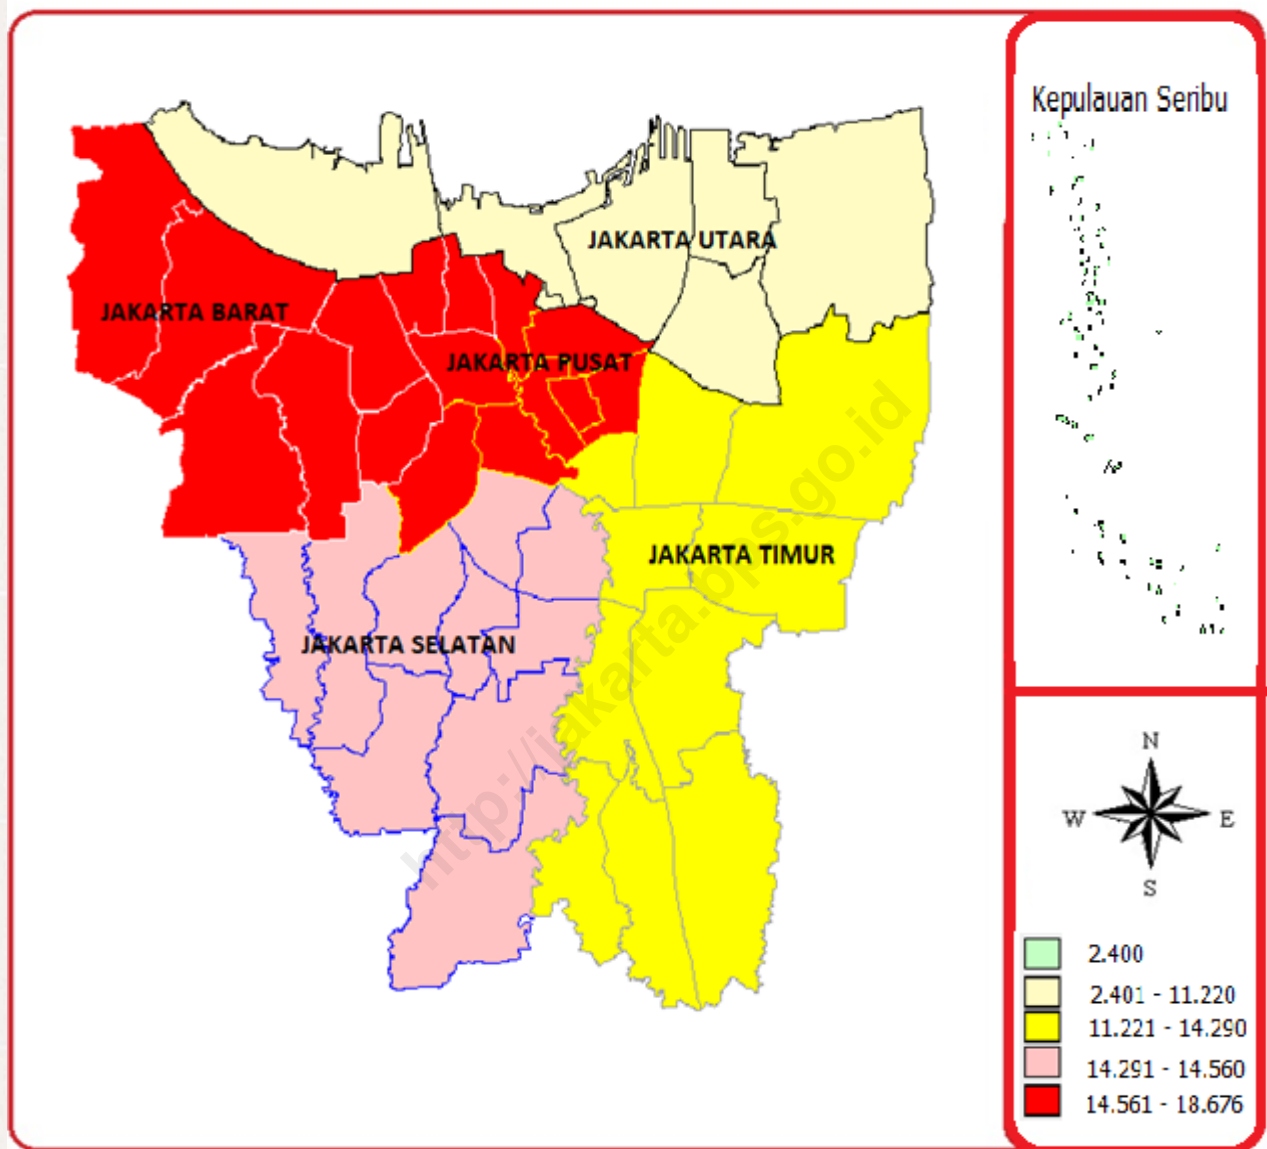 Kepulauan Seribu
JAKARTA UTARA
JAKARTA BARAT
JAKARTA PUSAT
JAKARTA TIMUR
JAKARTA SELATAN
http://jakarta.bps.go.id
N
W E
S
2.400
2.401 - 11.220
11.221 - 14.290
14.291 - 14.560
14.561 - 18.676